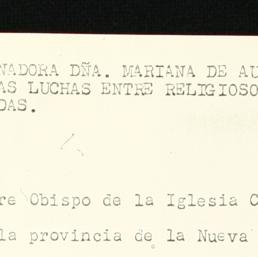 NADORA DÑA. MARIANA DE AU
AS LUCHAS ENTRE RELIGIOSO
DAS.
re Obispo de la Iglesia C
la provincia de la Nueva